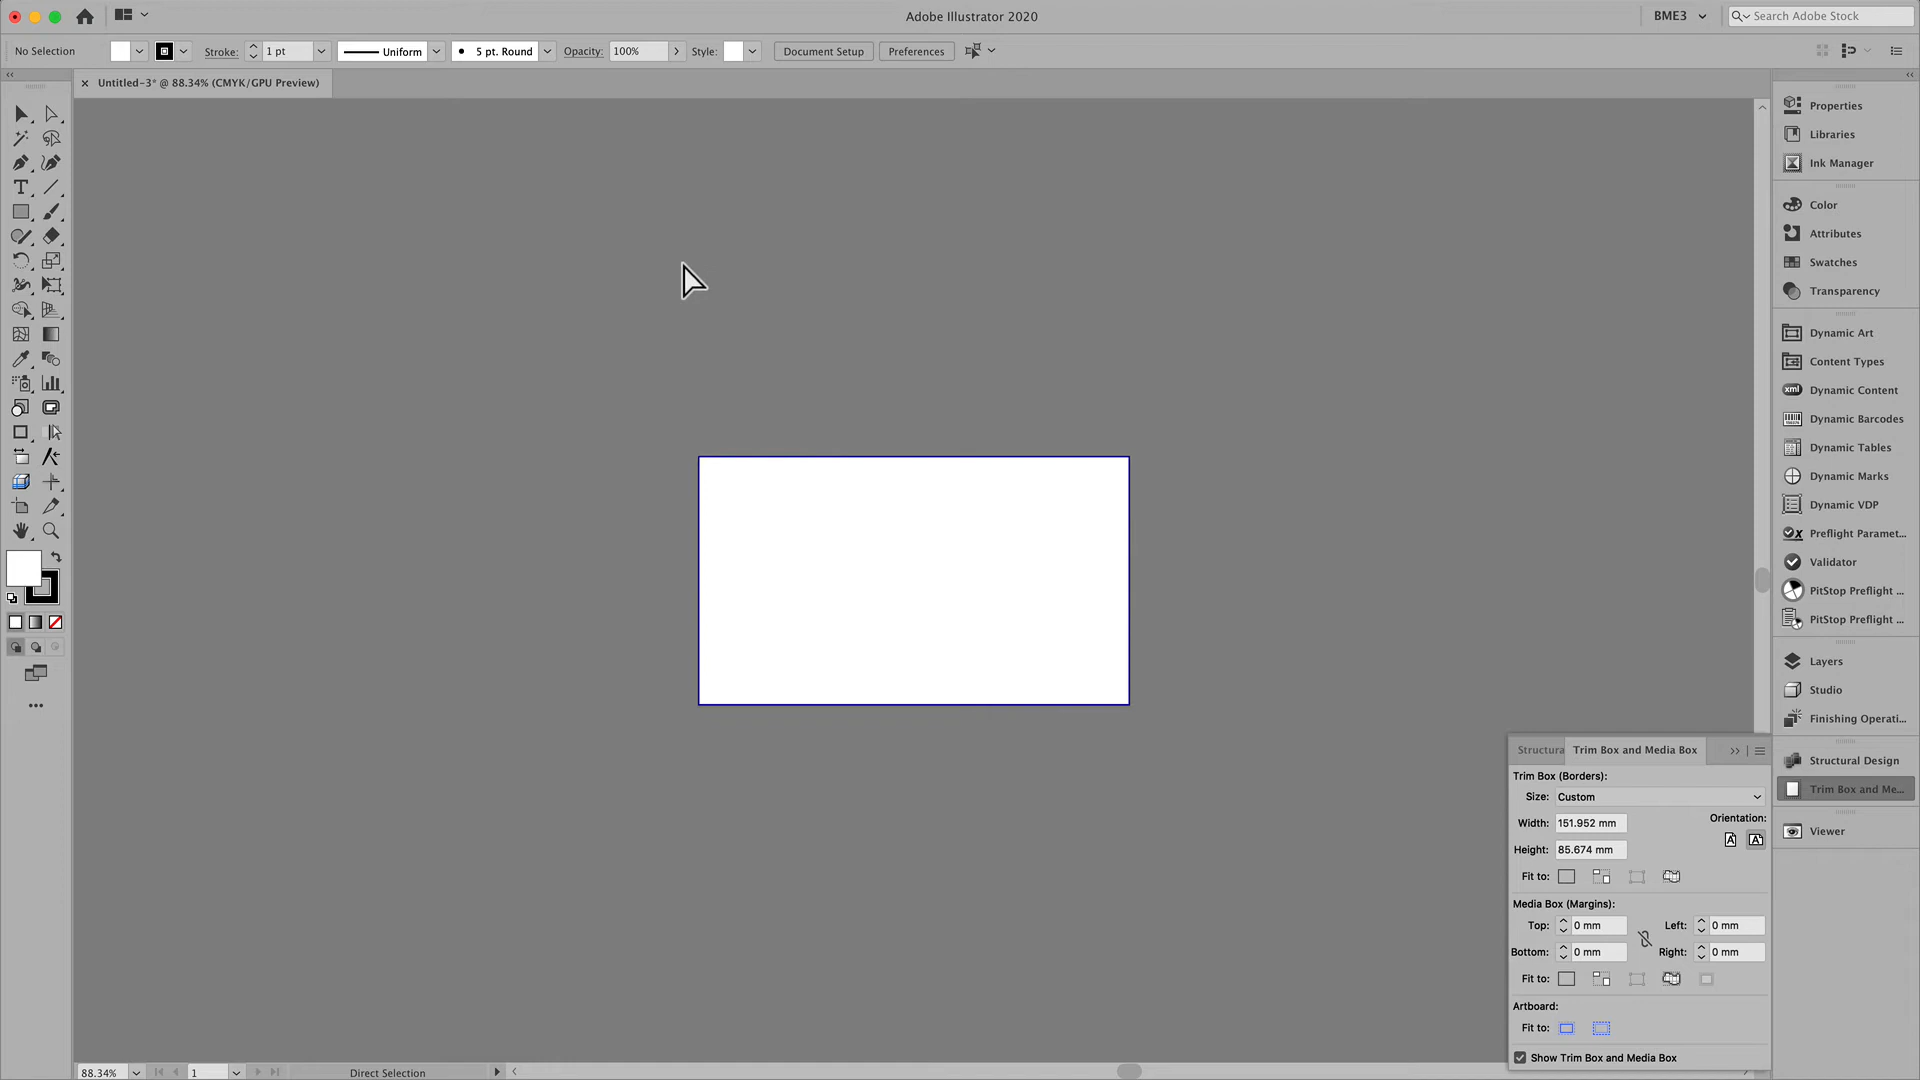 Adobe Illustrator 2020
BME3
Search Adobe Stock
No Selection
Stroke:
1 pt
Uniform
5 pt. Round
Opacity:
100%
Style:
Document Setup
Preferences
Untitled-3* @ 88.34% (CMYK/GPU Preview)
Properties
Libraries
Ink Manager
Color
Attributes
Swatches
Transparency
Dynamic Art
Content Types
xml Dynamic Content
Dynamic Barcodes
Dynamic Tables
Dynamic Marks
Dynamic VDP
Preflight Paramet...
Validator
PitStop Preflight ...
PitStop Preflight ...
Layers
Studio
Finishing Operati...
Structural Design
Trim Box and Me...
Viewer
Structura
Trim Box and Media Box
Trim Box (Borders):
Size: Custom
Width: 151.952 mm
Orientation:
Height: 85.674 mm
Fit to:
Media Box (Margins):
Top: 0 mm
Left: 0 mm
Bottom: 0 mm
Right: 0 mm
Fit to:
Artboard:
Fit to:
Show Trim Box and Media Box
88.34%
1
Direct Selection